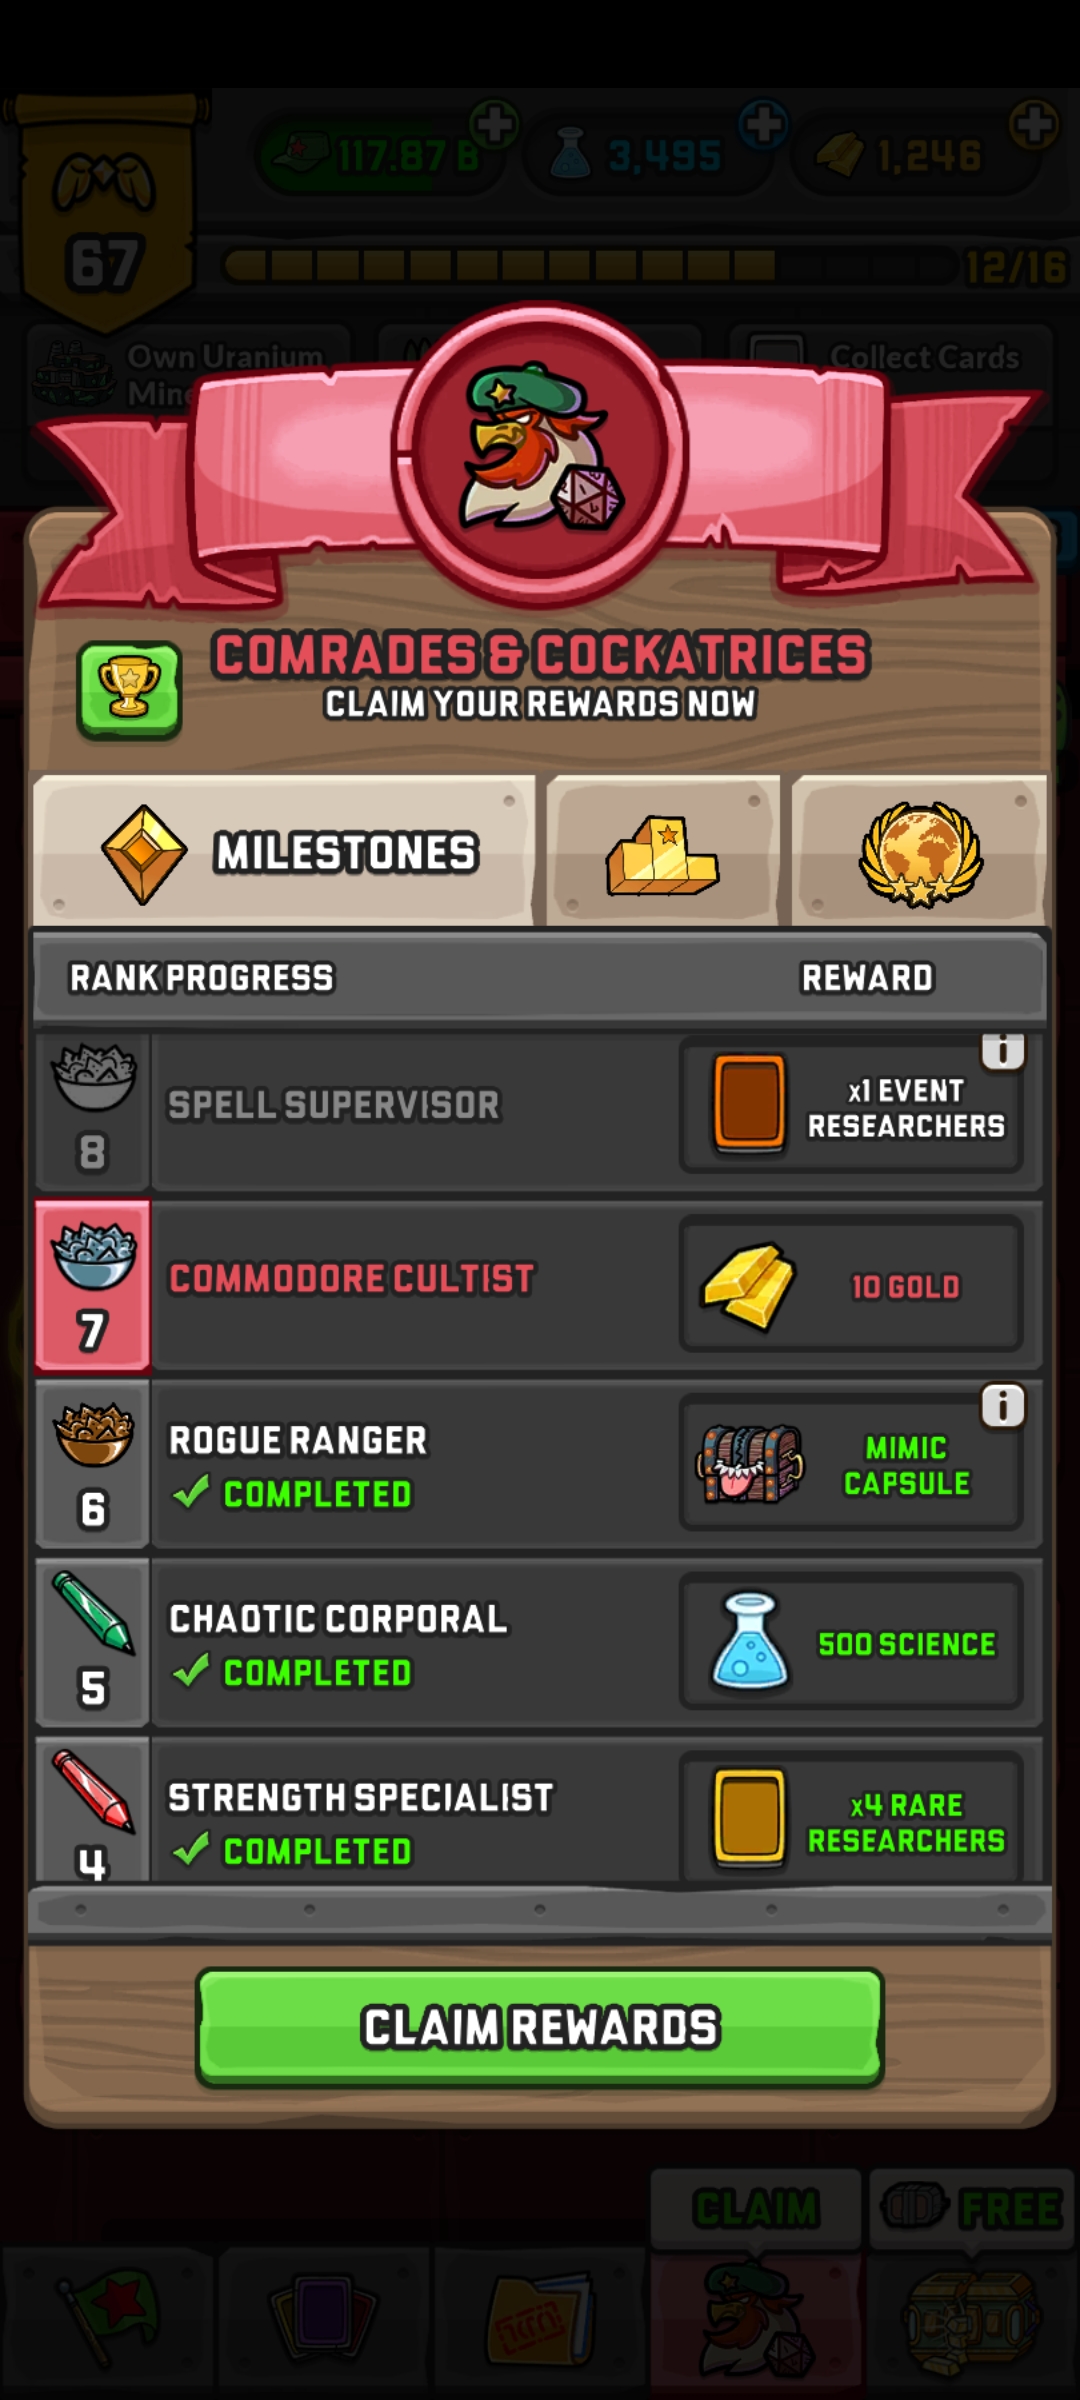 117.87 B
3,495
1,246
67
12/16
Own Uranium
Mine
Collect Cards
COMRADES & COCKATRICES
CLAIM YOUR REWARDS NOW
MILESTONES
RANK PROGRESS
REWARD
8
SPELL SUPERVISOR
x1 EVENT
RESEARCHERS
i
7
COMMODORE CULTIST
10 GOLD
6
ROGUE RANGER
COMPLETED
MIMIC
CAPSULE
i
5
CHAOTIC CORPORAL
COMPLETED
500 SCIENCE
4
STRENGTH SPECIALIST
COMPLETED
x4 RARE
RESEARCHERS
CLAIM REWARDS
CLAIM
FREE